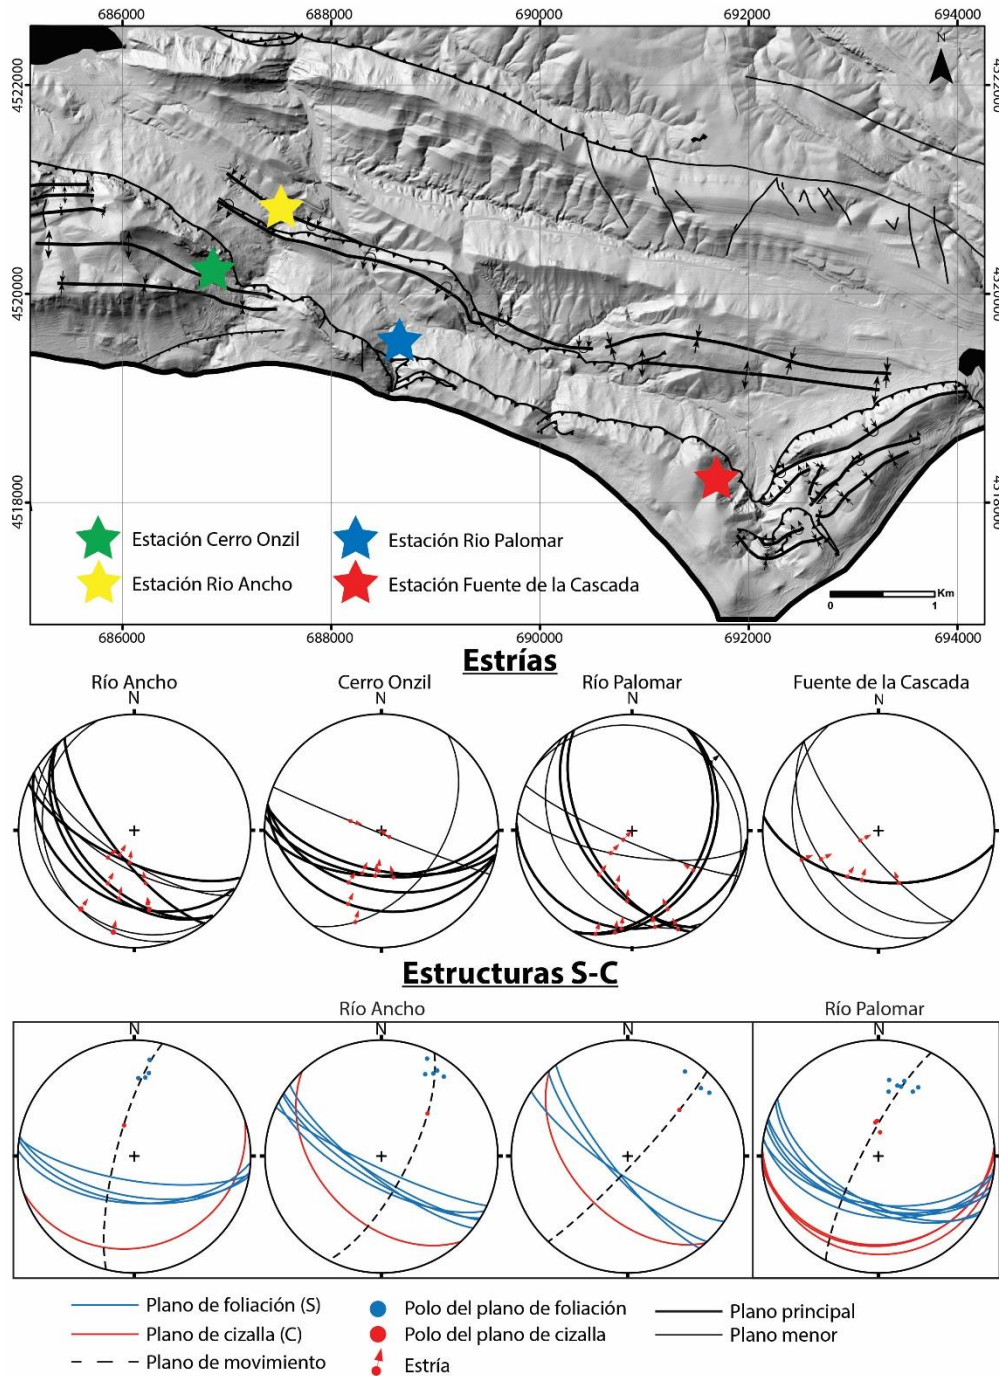 686000 688000 690000 692000 694000
N
4522000 4522000
4520000 4520000
4518000 4518000
Estación Cerro Onzil Estación Rio Palomar
Estación Rio Ancho Estación Fuente de la Cascada
Km
0 1
686000 688000 690000 692000 694000
Estrías
Río Ancho Cerro Onzil Río Palomar Fuente de la Cascada
N N N N
Estructuras S-C
Río Ancho Río Palomar
N N N N
Plano de foliación (S) Polo del plano de foliación Plano principal
Plano de cizalla (C) Polo del plano de cizalla Plano menor
Plano de movimiento Estría